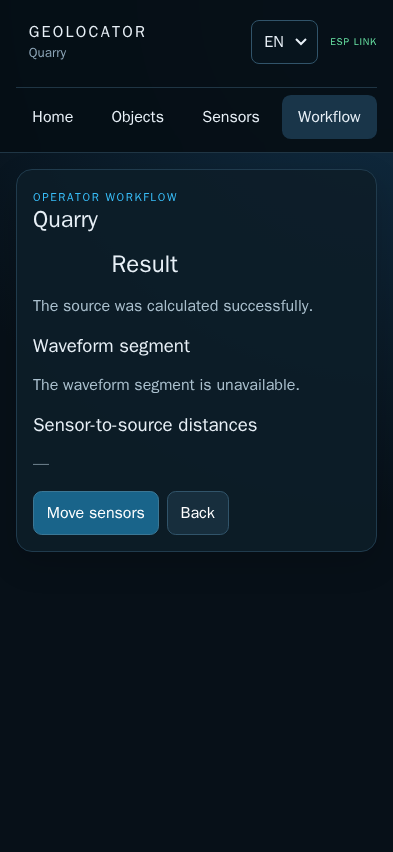 GEOLOCATOR
Quarry
EN
ESP LINK
Home Objects Sensors Workflow
OPERATOR WORKFLOW
Quarry
Result
The source was calculated successfully.
Waveform segment
The waveform segment is unavailable.
Sensor-to-source distances
—
Move sensors Back